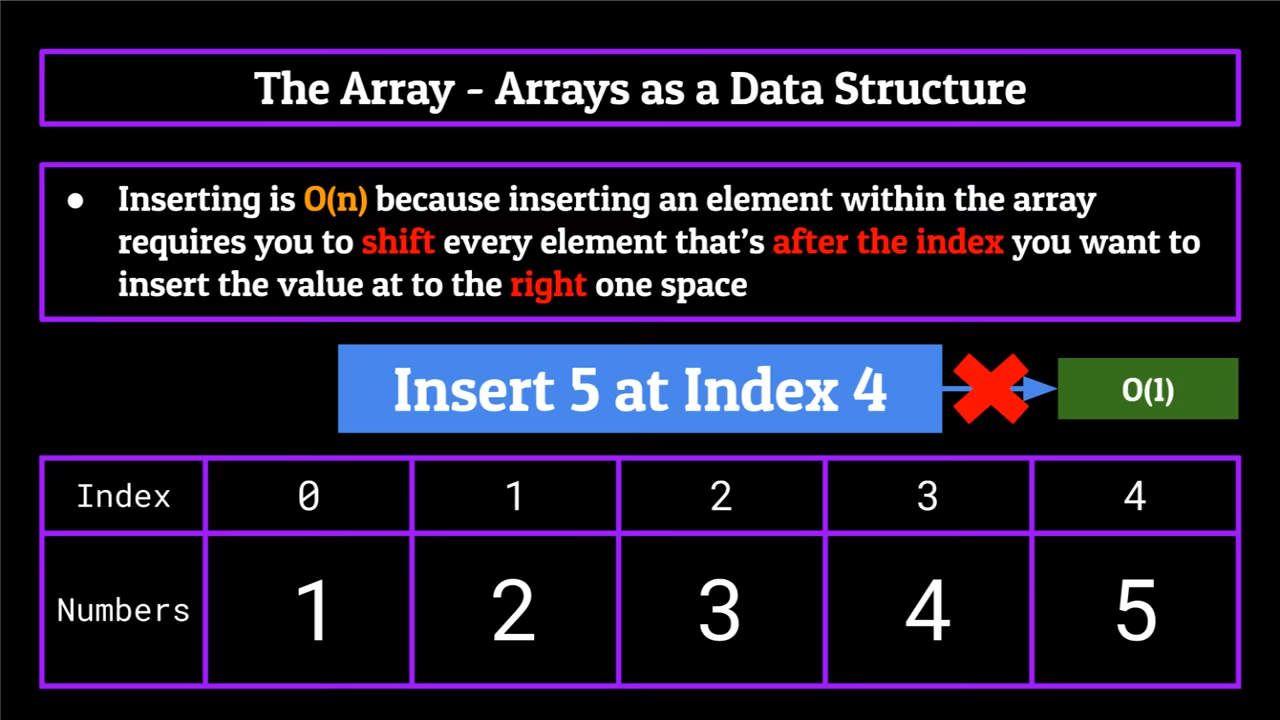 The Array - Arrays as a Data Structure
● Inserting is O(n) because inserting an element within the array
requires you to shift every element that’s after the index you want to
insert the value at to the right one space
Insert 5 at Index 4
O(1)
Index 0 1 2 3 4
Numbers 1 2 3 4 5